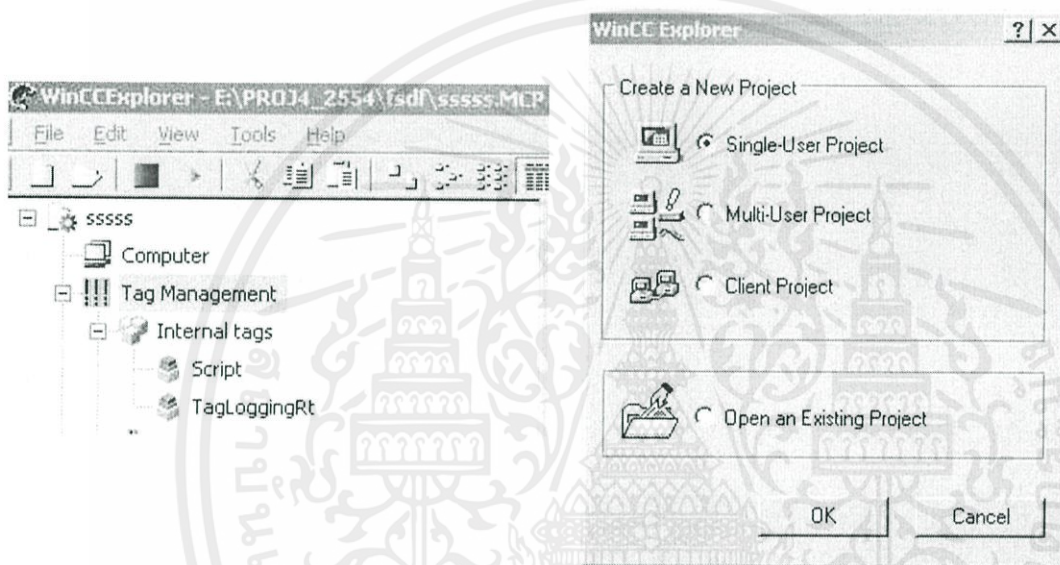 WinCCExplorer - E:\PROJ4_2554\fsdf\sssss.MCP
File Edit View Tools Help
sssss
Computer
Tag Management
Internal tags
Script
TagLoggingRt
WinCC Explorer
Create a New Project
Single-User Project
Multi-User Project
Client Project
Open an Existing Project
OK Cancel